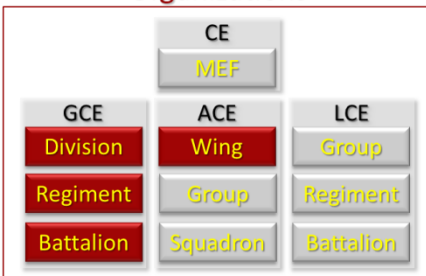 CE
MEF
GCE ACE LCE
Division Wing Group
Regiment Group Regiment
Battalion Squadron Battalion